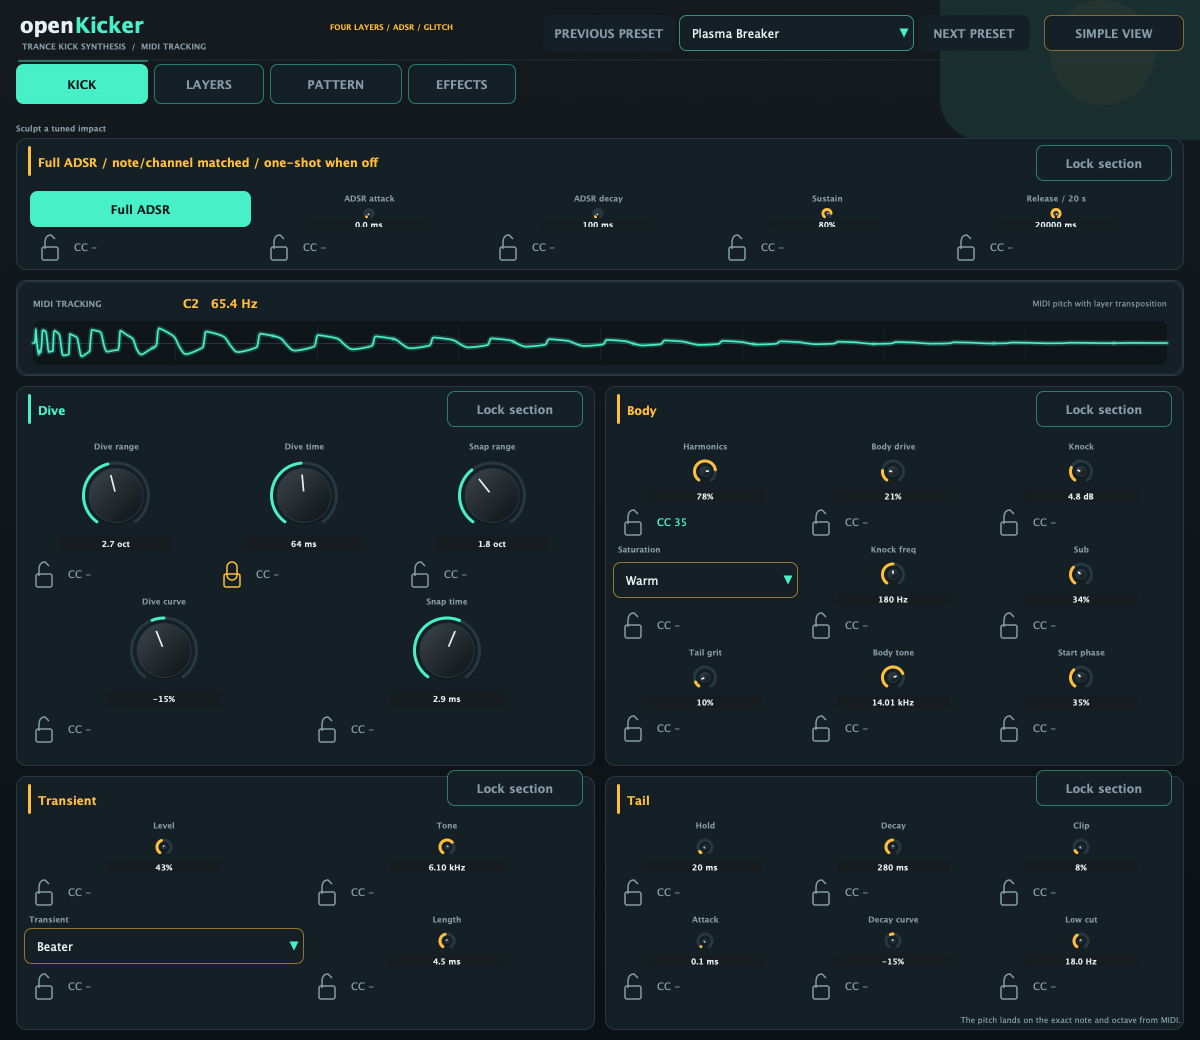 openKicker
TRANCE KICK SYNTHESIS / MIDI TRACKING
FOUR LAYERS / ADSR / GLITCH
PREVIOUS PRESET
Plasma Breaker
NEXT PRESET
SIMPLE VIEW
KICK
LAYERS
PATTERN
EFFECTS
Sculpt a tuned impact
Full ADSR / note/channel matched / one-shot when off
Lock section
Full ADSR
ADSR attack
ADSR decay
Sustain
Release / 20 s
0.0 ms
100 ms
80%
20000 ms
CC –
CC –
CC –
CC –
CC –
MIDI TRACKING
C2 65.4 Hz
MIDI pitch with layer transposition
Dive
Lock section
Dive range
Dive time
Snap range
2.7 oct
64 ms
1.8 oct
CC –
CC –
CC –
Dive curve
Snap time
-15%
2.9 ms
CC –
CC –
Body
Lock section
Harmonics
Body drive
Knock
78%
21%
4.8 dB
CC 35
CC –
CC –
Saturation
Knock freq
Sub
Warm
180 Hz
34%
CC –
CC –
CC –
Tail grit
Body tone
Start phase
10%
14.01 kHz
35%
CC –
CC –
CC –
Transient
Lock section
Level
Tone
43%
6.10 kHz
CC –
CC –
Transient
Length
Beater
4.5 ms
CC –
CC –
Tail
Lock section
Hold
Decay
Clip
20 ms
280 ms
8%
CC –
CC –
CC –
Attack
Decay curve
Low cut
0.1 ms
-15%
18.0 Hz
CC –
CC –
CC –
The pitch lands on the exact note and octave from MIDI.